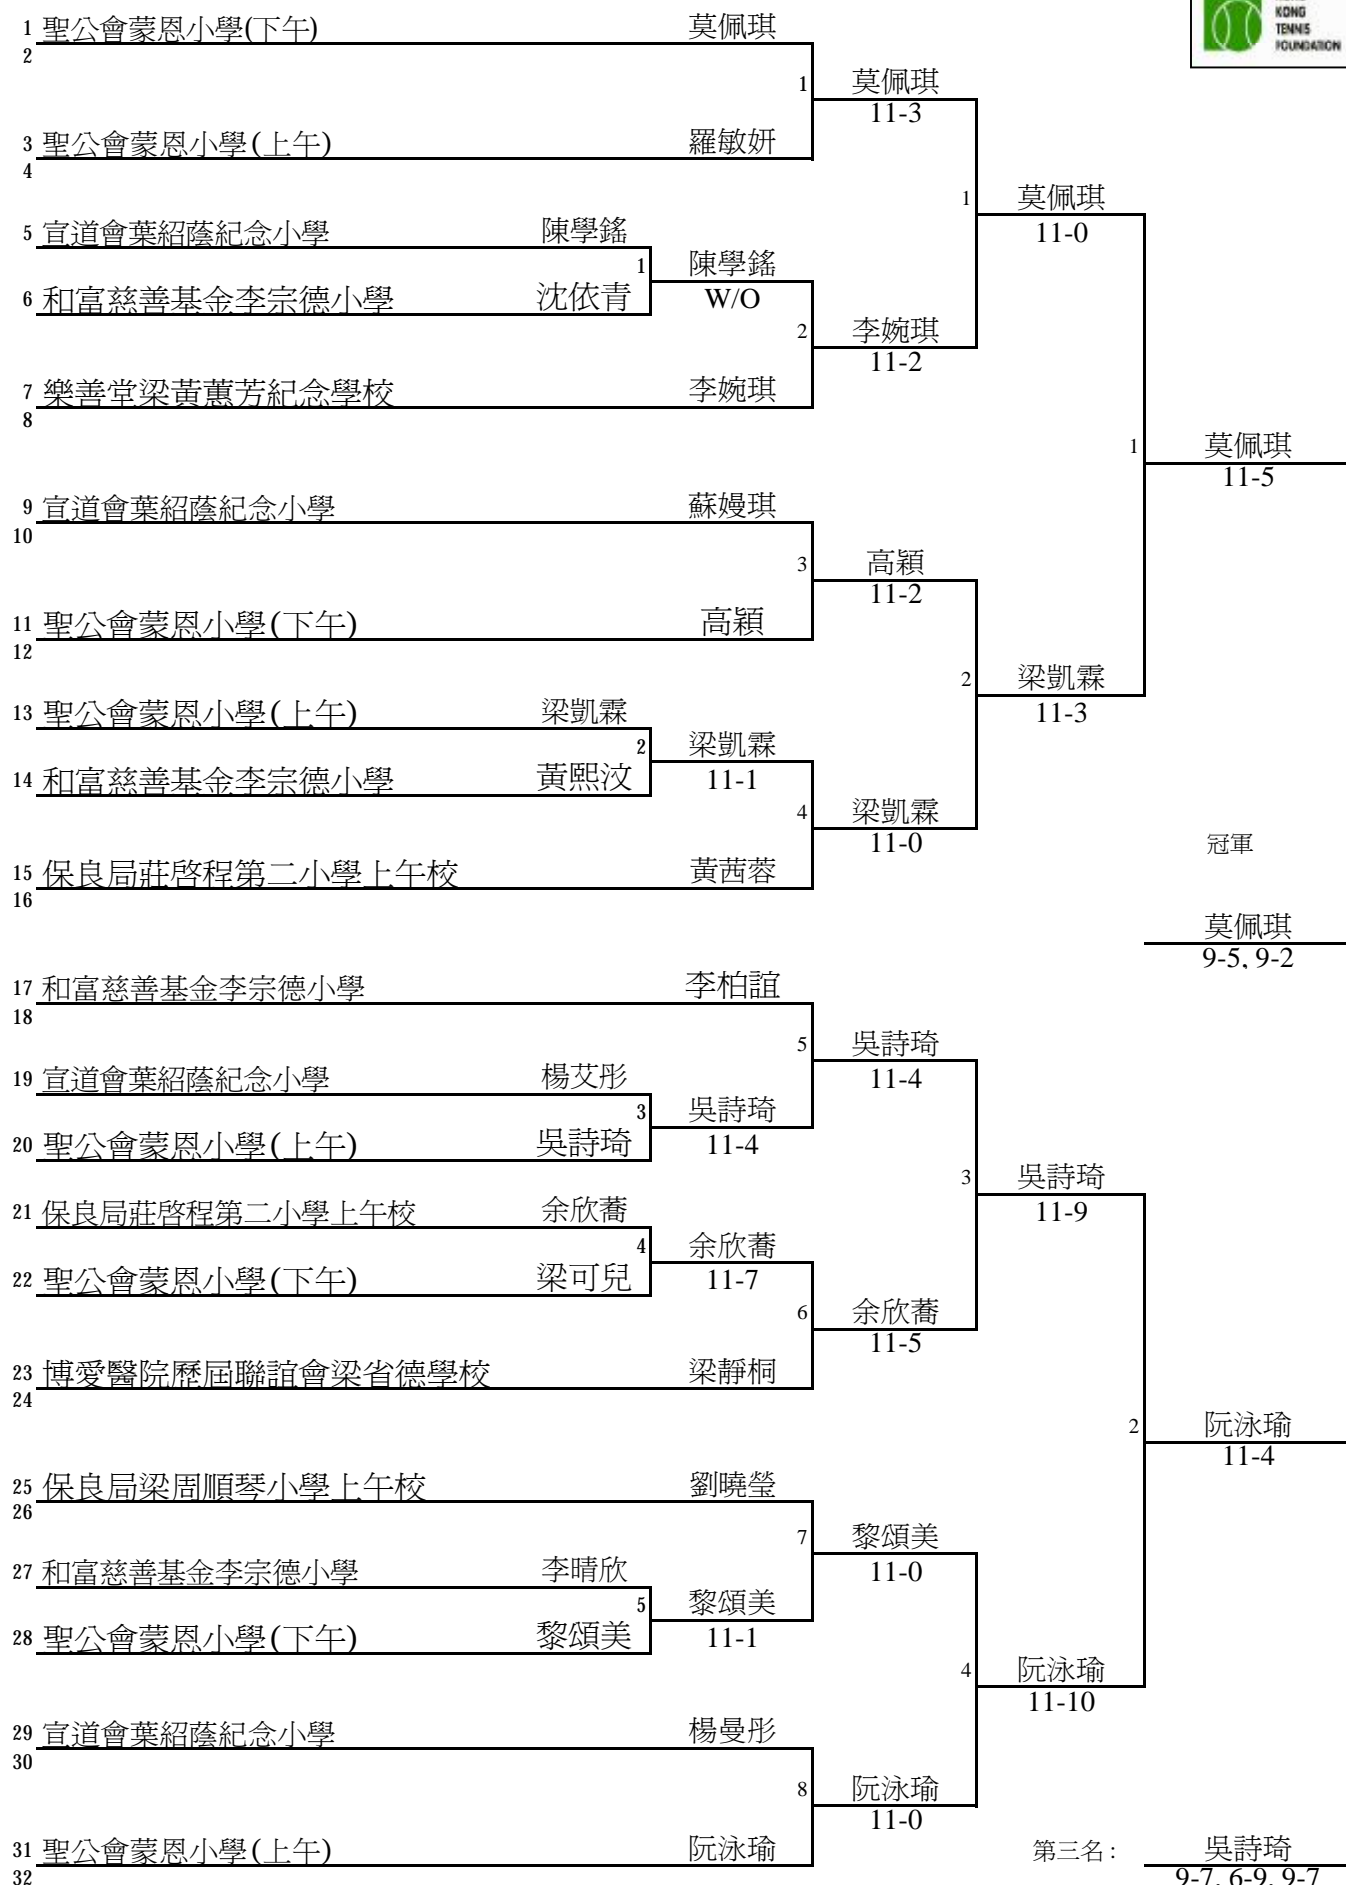 KONG
TENNIS
FOUNDATION
1 聖公會蒙恩小學(下午) 莫佩琪
2
1 莫佩琪
11-3
3 聖公會蒙恩小學(上午) 羅敏妍
4
1 莫佩琪
11-0
5 宣道會葉紹蔭紀念小學 陳學鎐
1 陳學鎐
W/O
6 和富慈善基金李宗德小學 沈依青
2 李婉琪
11-2
7 樂善堂梁黃蕙芳紀念學校 李婉琪
8
1 莫佩琪
11-5
9 宣道會葉紹蔭紀念小學 蘇嫚琪
10
3 高穎
11-2
11 聖公會蒙恩小學(下午) 高穎
12
2 梁凱霖
11-3
13 聖公會蒙恩小學(上午) 梁凱霖
2 梁凱霖
11-1
14 和富慈善基金李宗德小學 黃熙汶
4 梁凱霖
11-0
冠軍
15 保良局莊啓程第二小學上午校 黃茜蓉
16
莫佩琪
9-5, 9-2
17 和富慈善基金李宗德小學 李柏誼
18
5 吳詩琦
11-4
19 宣道會葉紹蔭紀念小學 楊艾彤
3 吳詩琦
11-4
20 聖公會蒙恩小學(上午) 吳詩琦
3 吳詩琦
11-9
21 保良局莊啓程第二小學上午校 余欣蕎
4 余欣蕎
11-7
22 聖公會蒙恩小學(下午) 梁可兒
6 余欣蕎
11-5
23 博愛醫院歷屆聯誼會梁省德學校 梁靜桐
24
2 阮泳瑜
11-4
25 保良局梁周順琴小學上午校 劉曉瑩
26
7 黎頌美
11-0
27 和富慈善基金李宗德小學 李晴欣
5 黎頌美
11-1
28 聖公會蒙恩小學(下午) 黎頌美
4 阮泳瑜
11-10
29 宣道會葉紹蔭紀念小學 楊曼彤
30
8 阮泳瑜
11-0
31 聖公會蒙恩小學(上午) 阮泳瑜
32
第三名: 吳詩琦
9-7, 6-9, 9-7